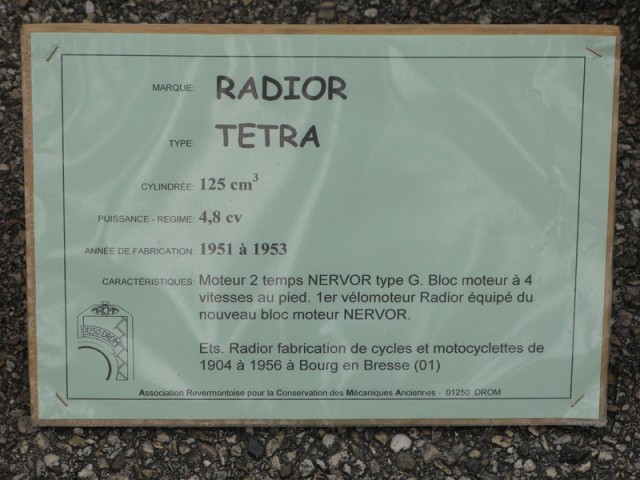 MARQUE: RADIOR
TYPE: TETRA
CYLINDRÉE: 125 cm³
PUISSANCE - REGIME: 4,8 cv
ANNÉE DE FABRICATION: 1951 à 1953
CARACTÉRISTIQUES: Moteur 2 temps NERVOR type G. Bloc moteur à 4
vitesses au pied. 1er vélomoteur Radior équipé du
nouveau bloc moteur NERVOR.
ARCMA
01250 DROM
Ets. Radior fabrication de cycles et motocyclettes de
1904 à 1956 à Bourg en Bresse (01)
Association Revermontoise pour la Conservation des Mécaniques Anciennes - 01250 DROM